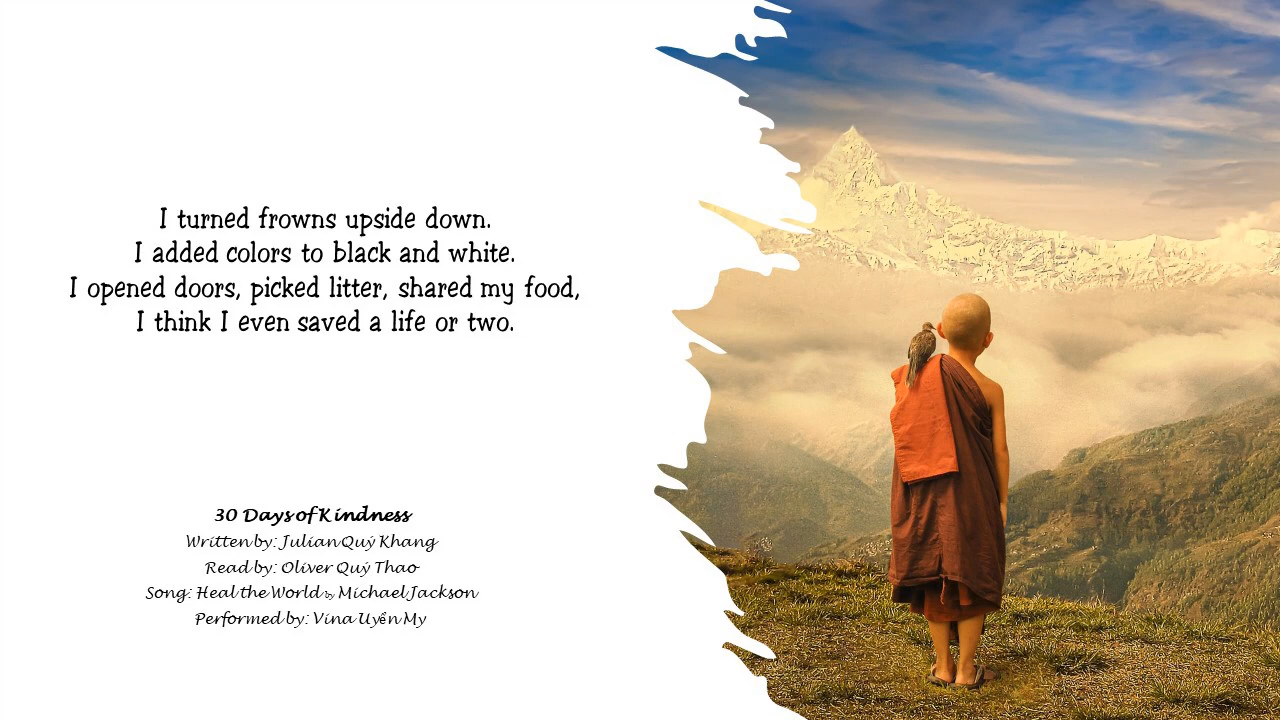 I turned frowns upside down.
I added colors to black and white.
I opened doors, picked litter, shared my food,
I think I even saved a life or two.
30 Days of Kindness
Written by: Julian Quý Khang
Read by: Oliver Quý Thao
Song: Heal the World by Michael Jackson
Performed by: Vina Uyển My